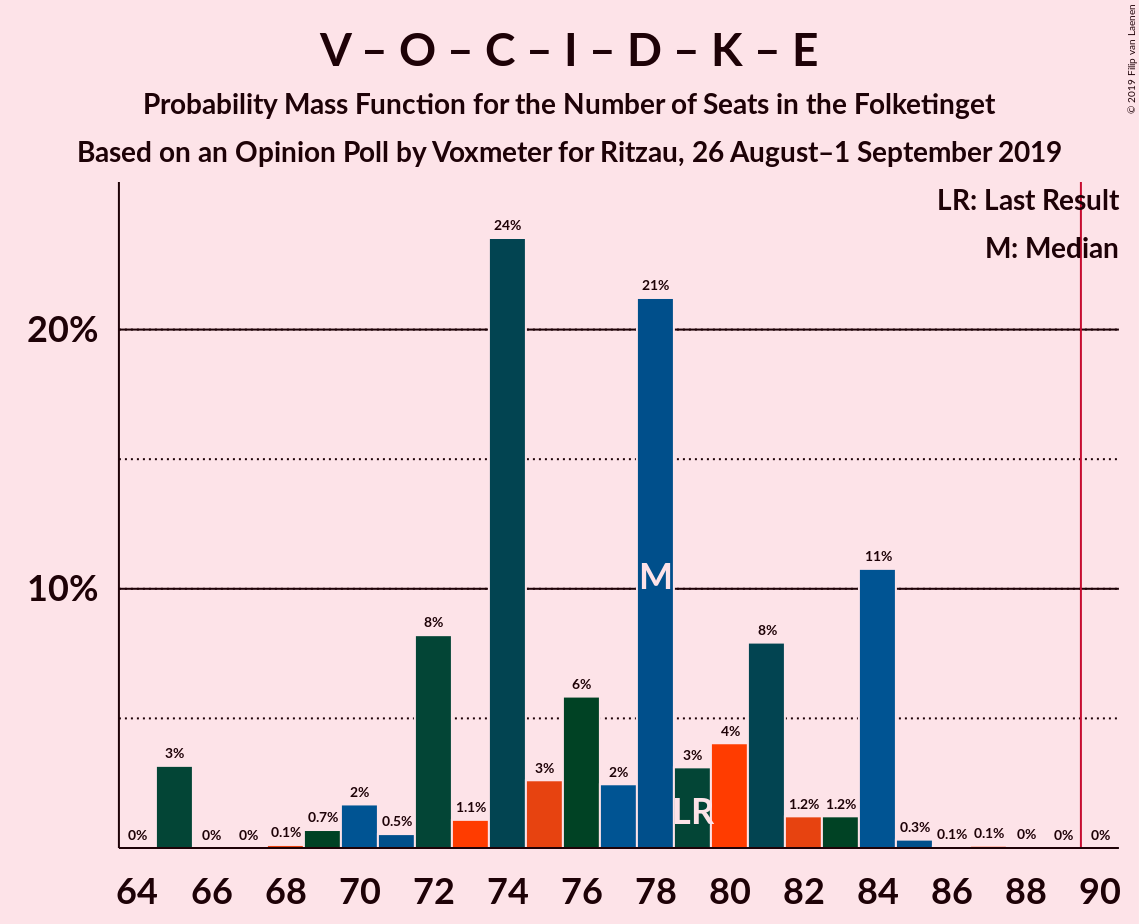 V – O – C – I – D – K – E
Probability Mass Function for the Number of Seats in the Folketinget
Based on an Opinion Poll by Voxmeter for Ritzau, 26 August–1 September 2019
© 2019 Filip van Laenen
LR: Last Result
M: Median
20%
10%
0% 3% 0% 0% 0.1% 0.7% 2% 0.5% 8% 1.1% 24% 3% 6% 2% 21% 3% 4% 8% 1.2% 1.2% 11% 0.3% 0.1% 0.1% 0% 0% 0%
M
LR
64 66 68 70 72 74 76 78 80 82 84 86 88 90